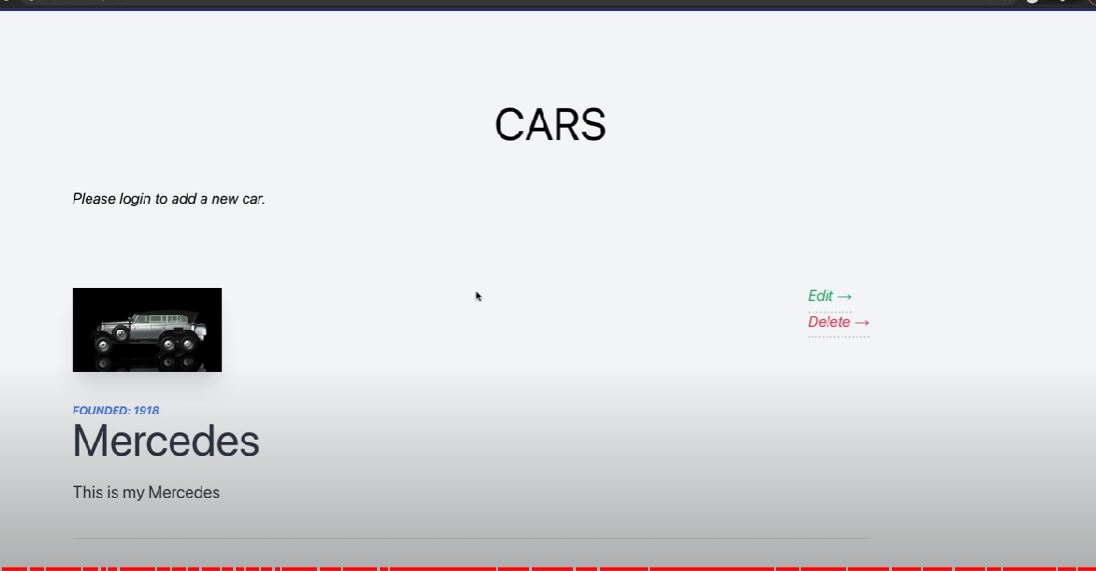 CARS
Please login to add a new car.
Edit →
Delete →
FOUNDED: 1918
Mercedes
This is my Mercedes